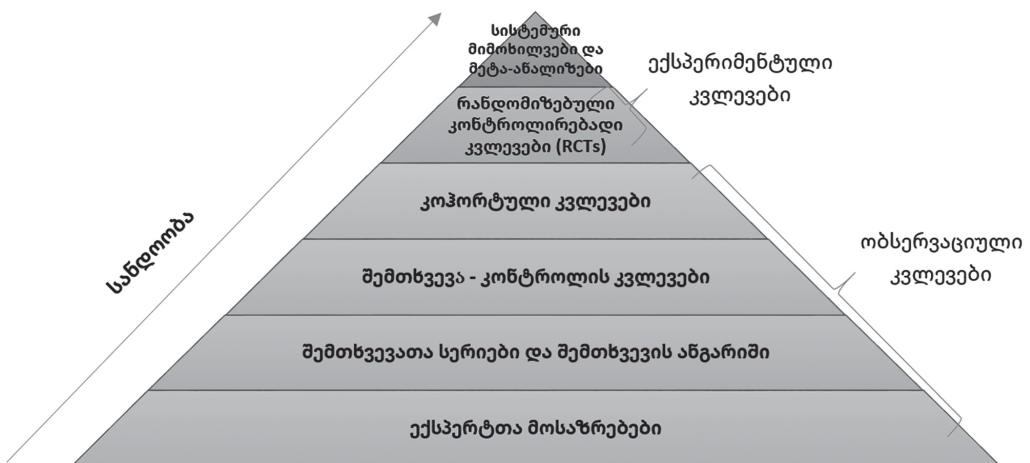 სისტემური
მიმოხილვები და
მეტა-ანალიზები
ექსპერიმენტული
კვლევები
რანდომიზებული
კონტროლირებადი
კვლევები (RCTs)
კოჰორტული კვლევები
სანდოობა
ობსერვაციული
კვლევები
შემთხვევა - კონტროლის კვლევები
შემთხვევათა სერიები და შემთხვევის ანგარიში
ექსპერტთა მოსაზრებები